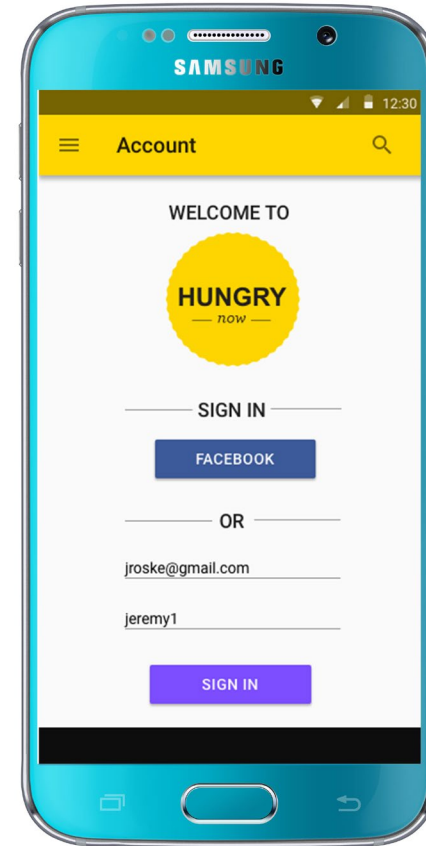 SAMSUNG
12:30
Account
WELCOME TO
HUNGRY
now
SIGN IN
FACEBOOK
OR
jroske@gmail.com
jeremy1
SIGN IN